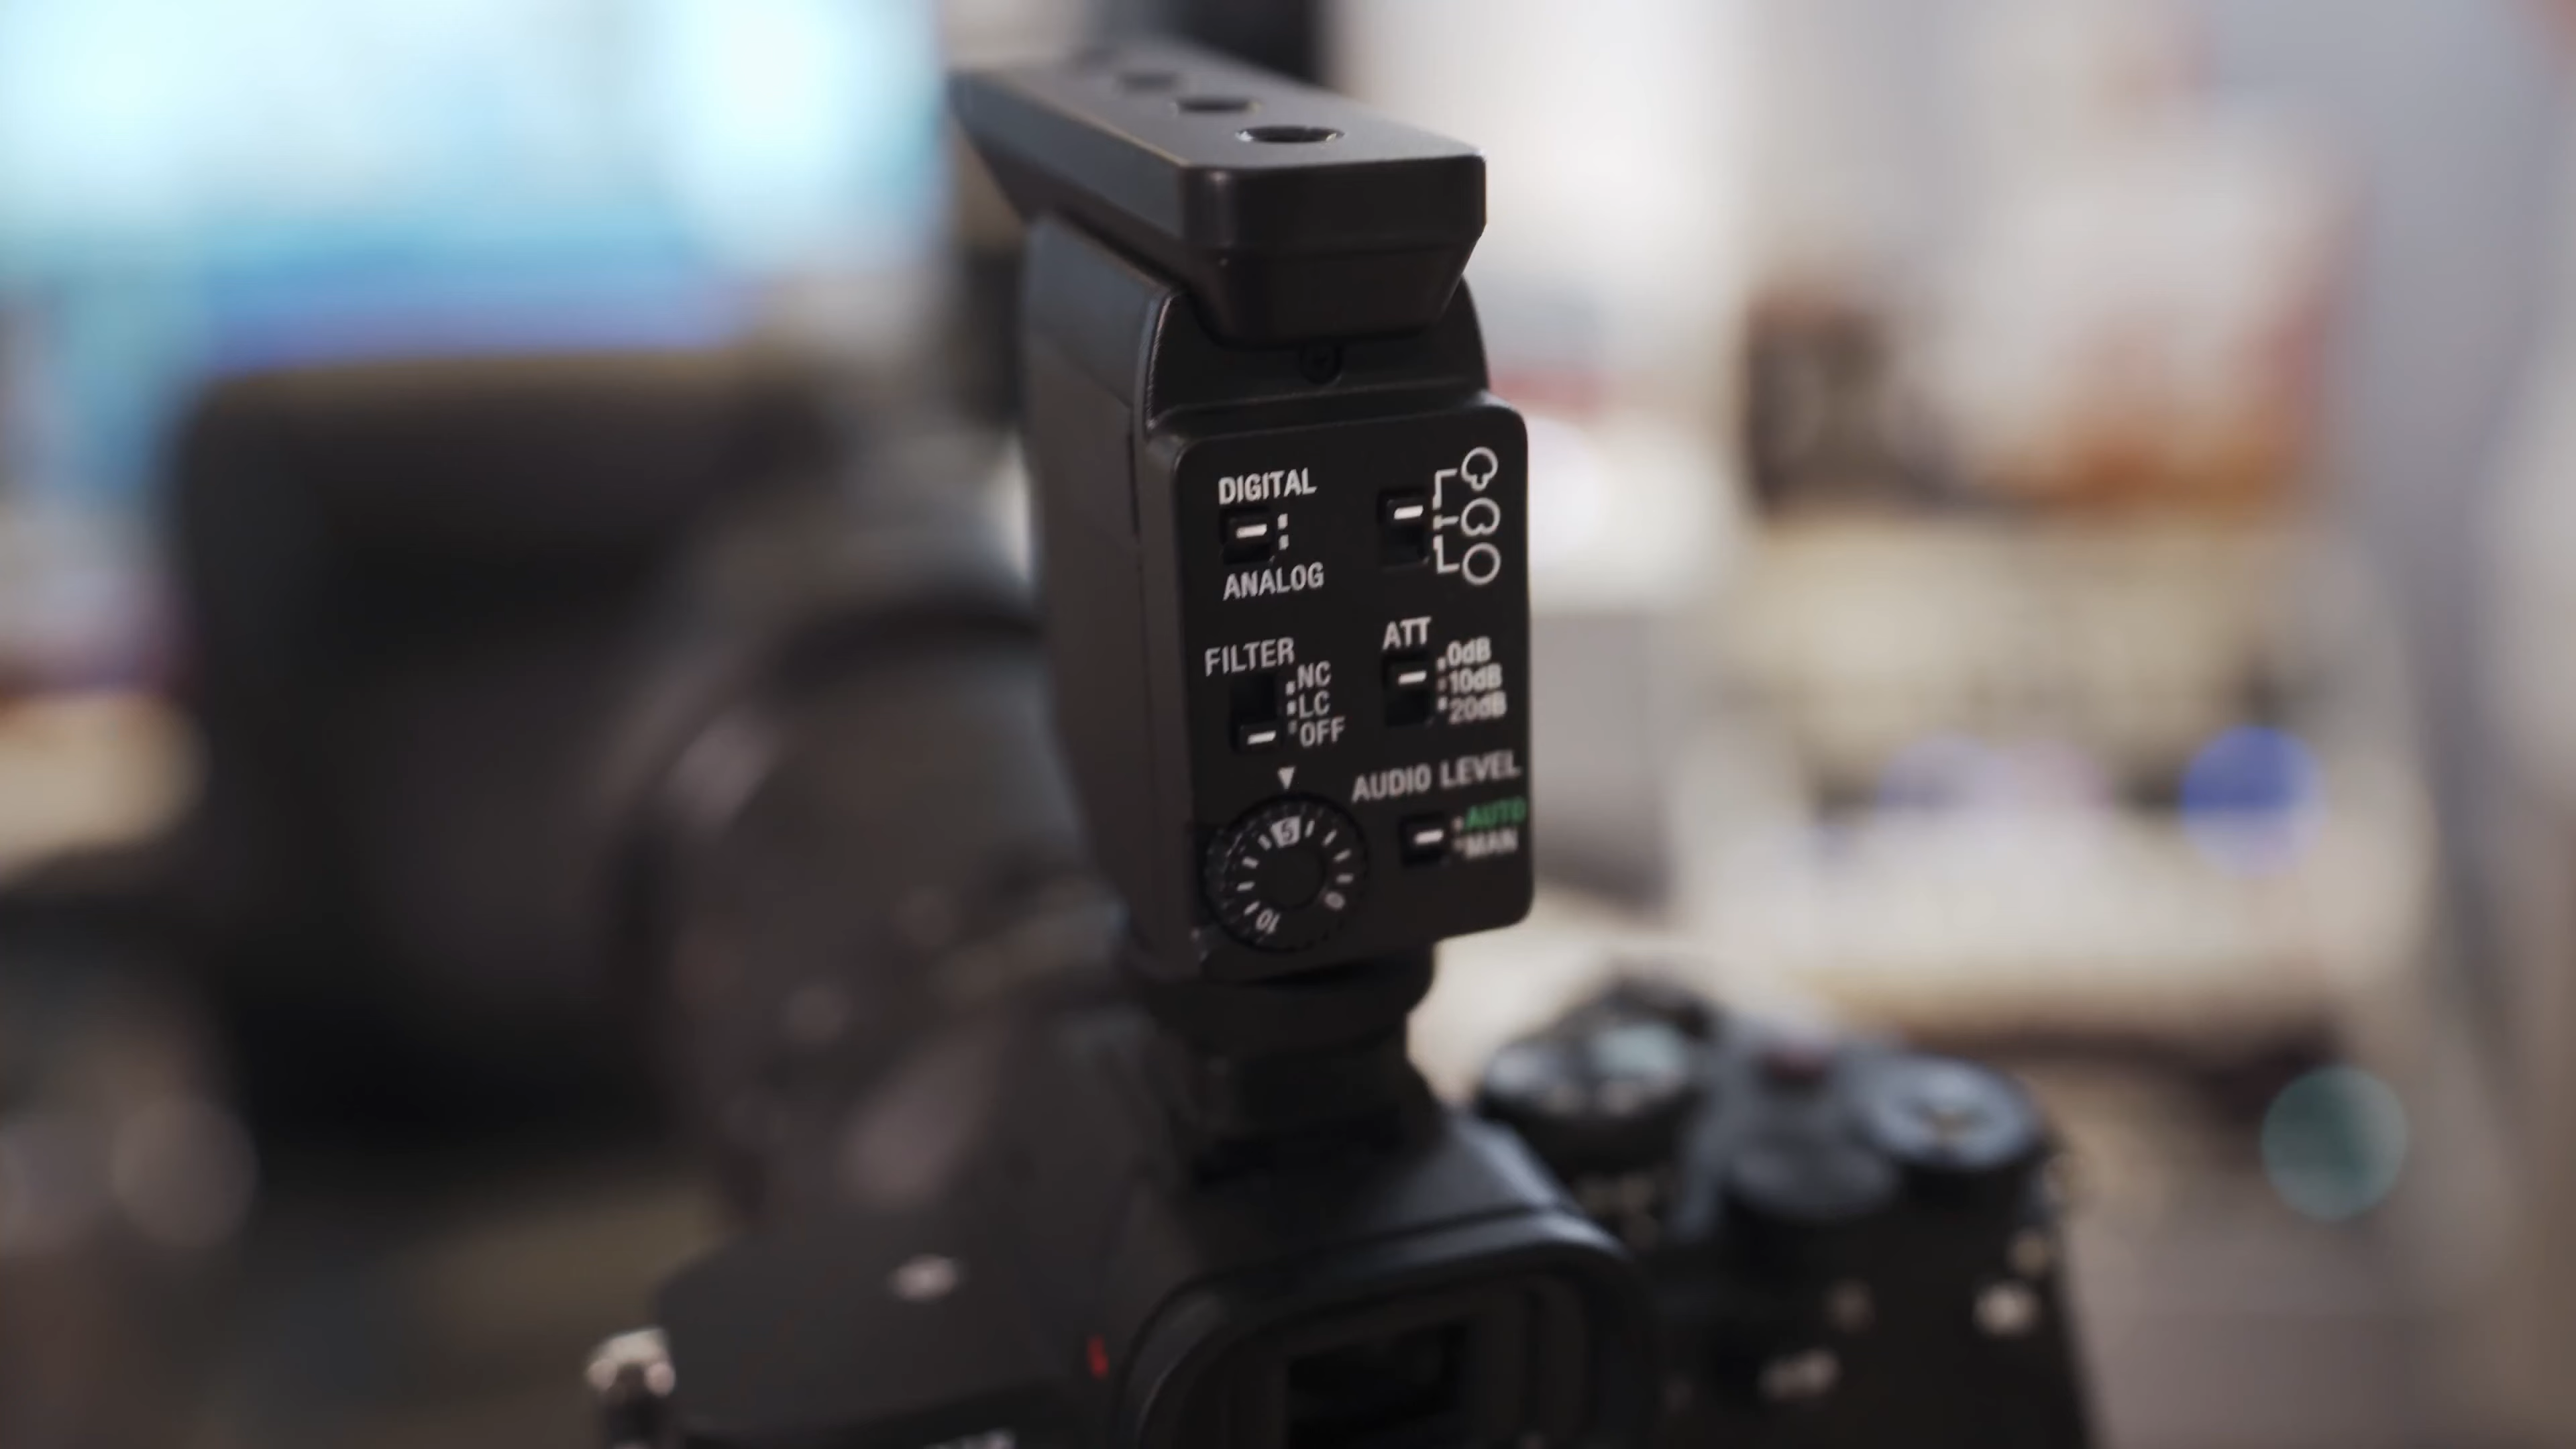 DIGITAL
ANALOG
FILTER
NC
LC
OFF
ATT
0dB
10dB
20dB
AUDIO LEVEL
AUTO
MAN
5
10
0